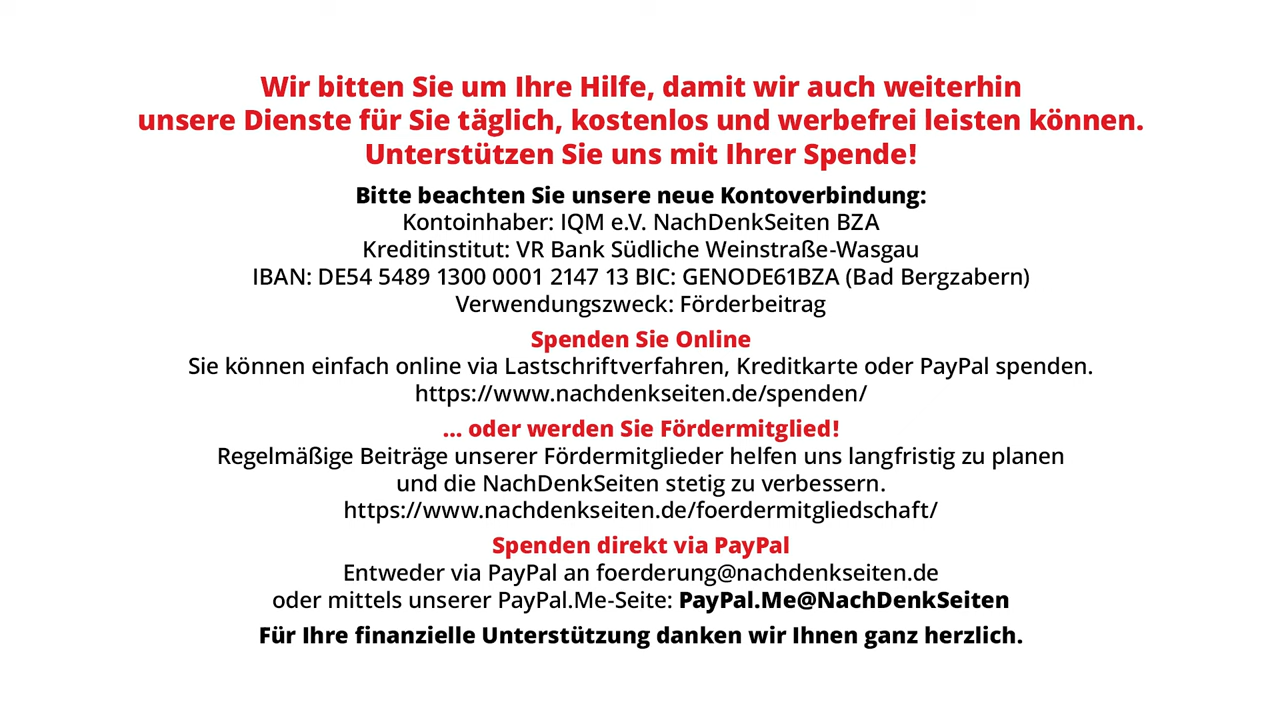 Wir bitten Sie um Ihre Hilfe, damit wir auch weiterhin
unsere Dienste für Sie täglich, kostenlos und werbefrei leisten können.
Unterstützen Sie uns mit Ihrer Spende!
Bitte beachten Sie unsere neue Kontoverbindung:
Kontoinhaber: IQM e.V. NachDenkSeiten BZA
Kreditinstitut: VR Bank Südliche Weinstraße-Wasgau
IBAN: DE54 5489 1300 0001 2147 13 BIC: GENODE61BZA (Bad Bergzabern)
Verwendungszweck: Förderbeitrag
Spenden Sie Online
Sie können einfach online via Lastschriftverfahren, Kreditkarte oder PayPal spenden.
https://www.nachdenkseiten.de/spenden/
... oder werden Sie Fördermitglied!
Regelmäßige Beiträge unserer Fördermitglieder helfen uns langfristig zu planen
und die NachDenkSeiten stetig zu verbessern.
https://www.nachdenkseiten.de/foerdermitgliedschaft/
Spenden direkt via PayPal
Entweder via PayPal an foerderung@nachdenkseiten.de
oder mittels unserer PayPal.Me-Seite: PayPal.Me@NachDenkSeiten
Für Ihre finanzielle Unterstützung danken wir Ihnen ganz herzlich.